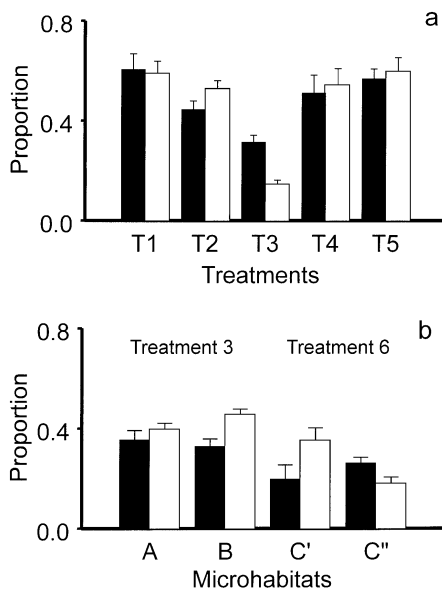 a
0.8
0.4
0.0
Proportion
T1 T2 T3 T4 T5
Treatments
b
0.8
0.4
0.0
Proportion
Treatment 3 Treatment 6
A B C' C"
Microhabitats